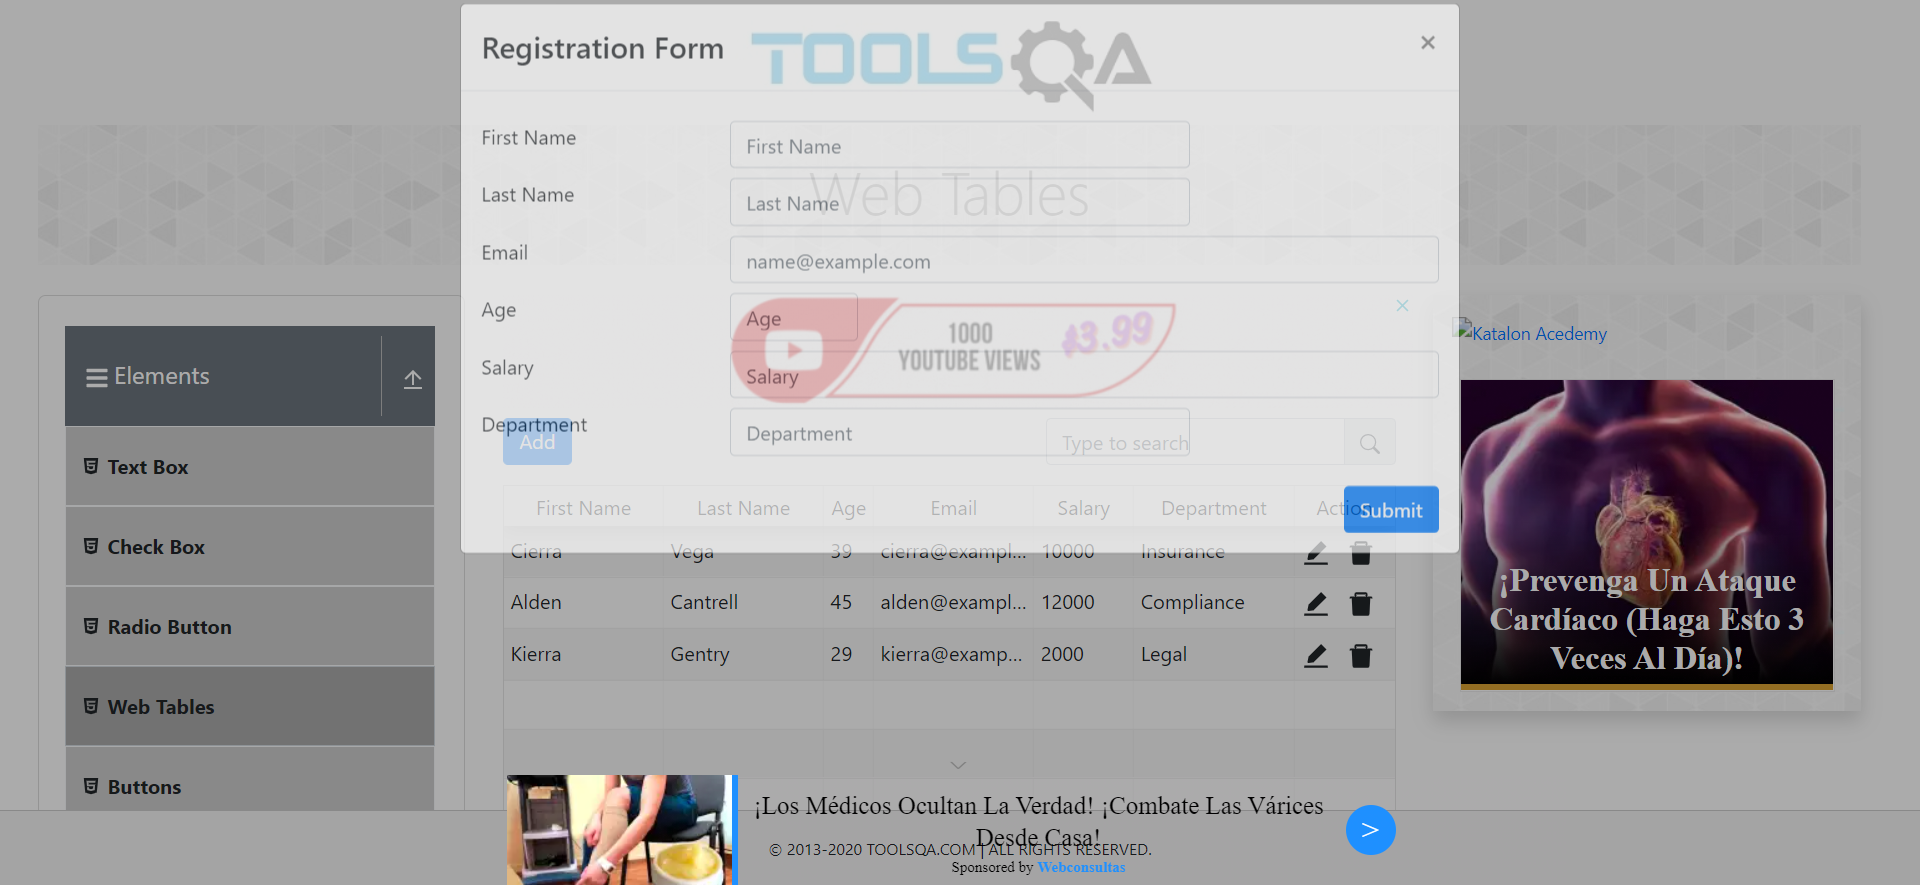 Registration Form
×
TOOLSQA
First Name
First Name
Last Name
Last Name
Web Tables
Email
name@example.com
Age
Age
1000
YOUTUBE VIEWS
$3.99
Salary
Salary
Department
Department
Add
Type to search
First Name Last Name Age Email Salary Department Action
Submit
Cierra Vega 39 cierra@exampl... 10000 Insurance
Alden Cantrell 45 alden@exampl... 12000 Compliance
Kierra Gentry 29 kierra@examp... 2000 Legal
Elements
Text Box
Check Box
Radio Button
Web Tables
Buttons
Katalon Acedemy
¡Prevenga Un Ataque
Cardíaco (Haga Esto 3
Veces Al Día)!
¡Los Médicos Ocultan La Verdad! ¡Combate Las Várices
Desde Casa!
>
© 2013-2020 TOOLSQA.COM | ALL RIGHTS RESERVED.
Sponsored by Webconsultas